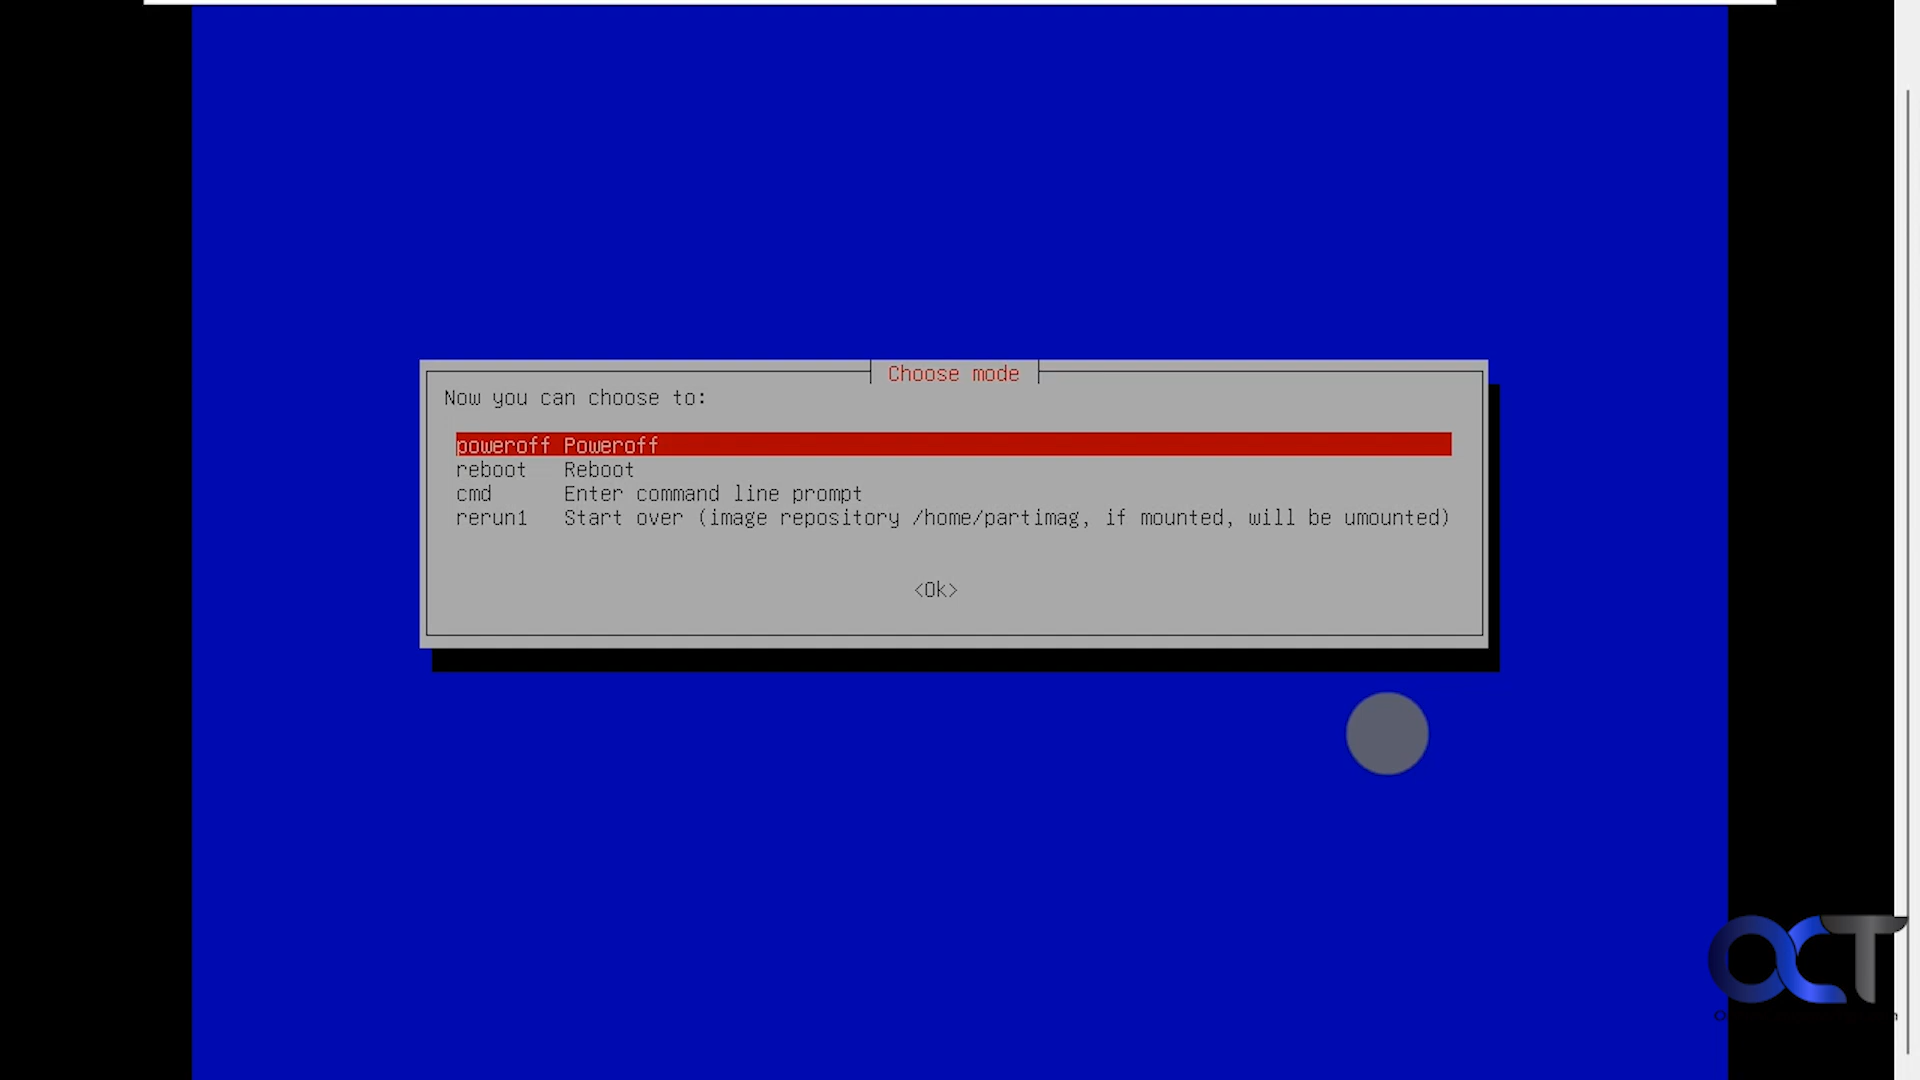 Choose mode
Now you can choose to:
poweroff Poweroff
reboot Reboot
cmd Enter command line prompt
rerun1 Start over (image repository /home/partimag, if mounted, will be umounted)
<Ok>
OCT